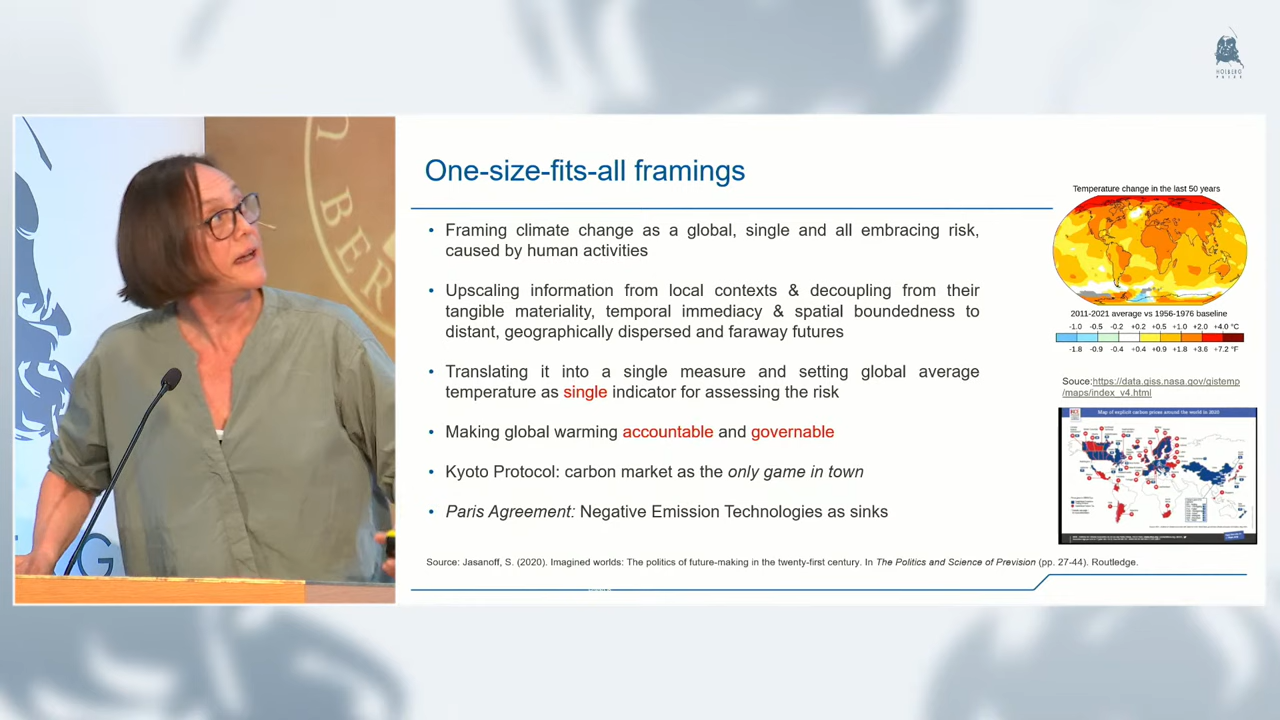 HOLBERG
PRIZE
BER
G
One-size-fits-all framings
• Framing climate change as a global, single and all embracing risk,
caused by human activities
• Upscaling information from local contexts & decoupling from their
tangible materiality, temporal immediacy & spatial boundedness to
distant, geographically dispersed and faraway futures
• Translating it into a single measure and setting global average
temperature as single indicator for assessing the risk
• Making global warming accountable and governable
• Kyoto Protocol: carbon market as the only game in town
• Paris Agreement: Negative Emission Technologies as sinks
Source: Jasanoff, S. (2020). Imagined worlds: The politics of future-making in the twenty-first century. In The Politics and Science of Prevision (pp. 27-44). Routledge.
Temperature change in the last 50 years
2011-2021 average vs 1956-1976 baseline
-1.0 -0.5 -0.2 +0.2 +0.5 +1.0 +2.0 +4.0 °C
-1.8 -0.9 -0.4 +0.4 +0.9 +1.8 +3.6 +7.2 °F
Souce:https://data.giss.nasa.gov/gistemp
/maps/index_v4.html
Map of explicit carbon prices around the world in 2020